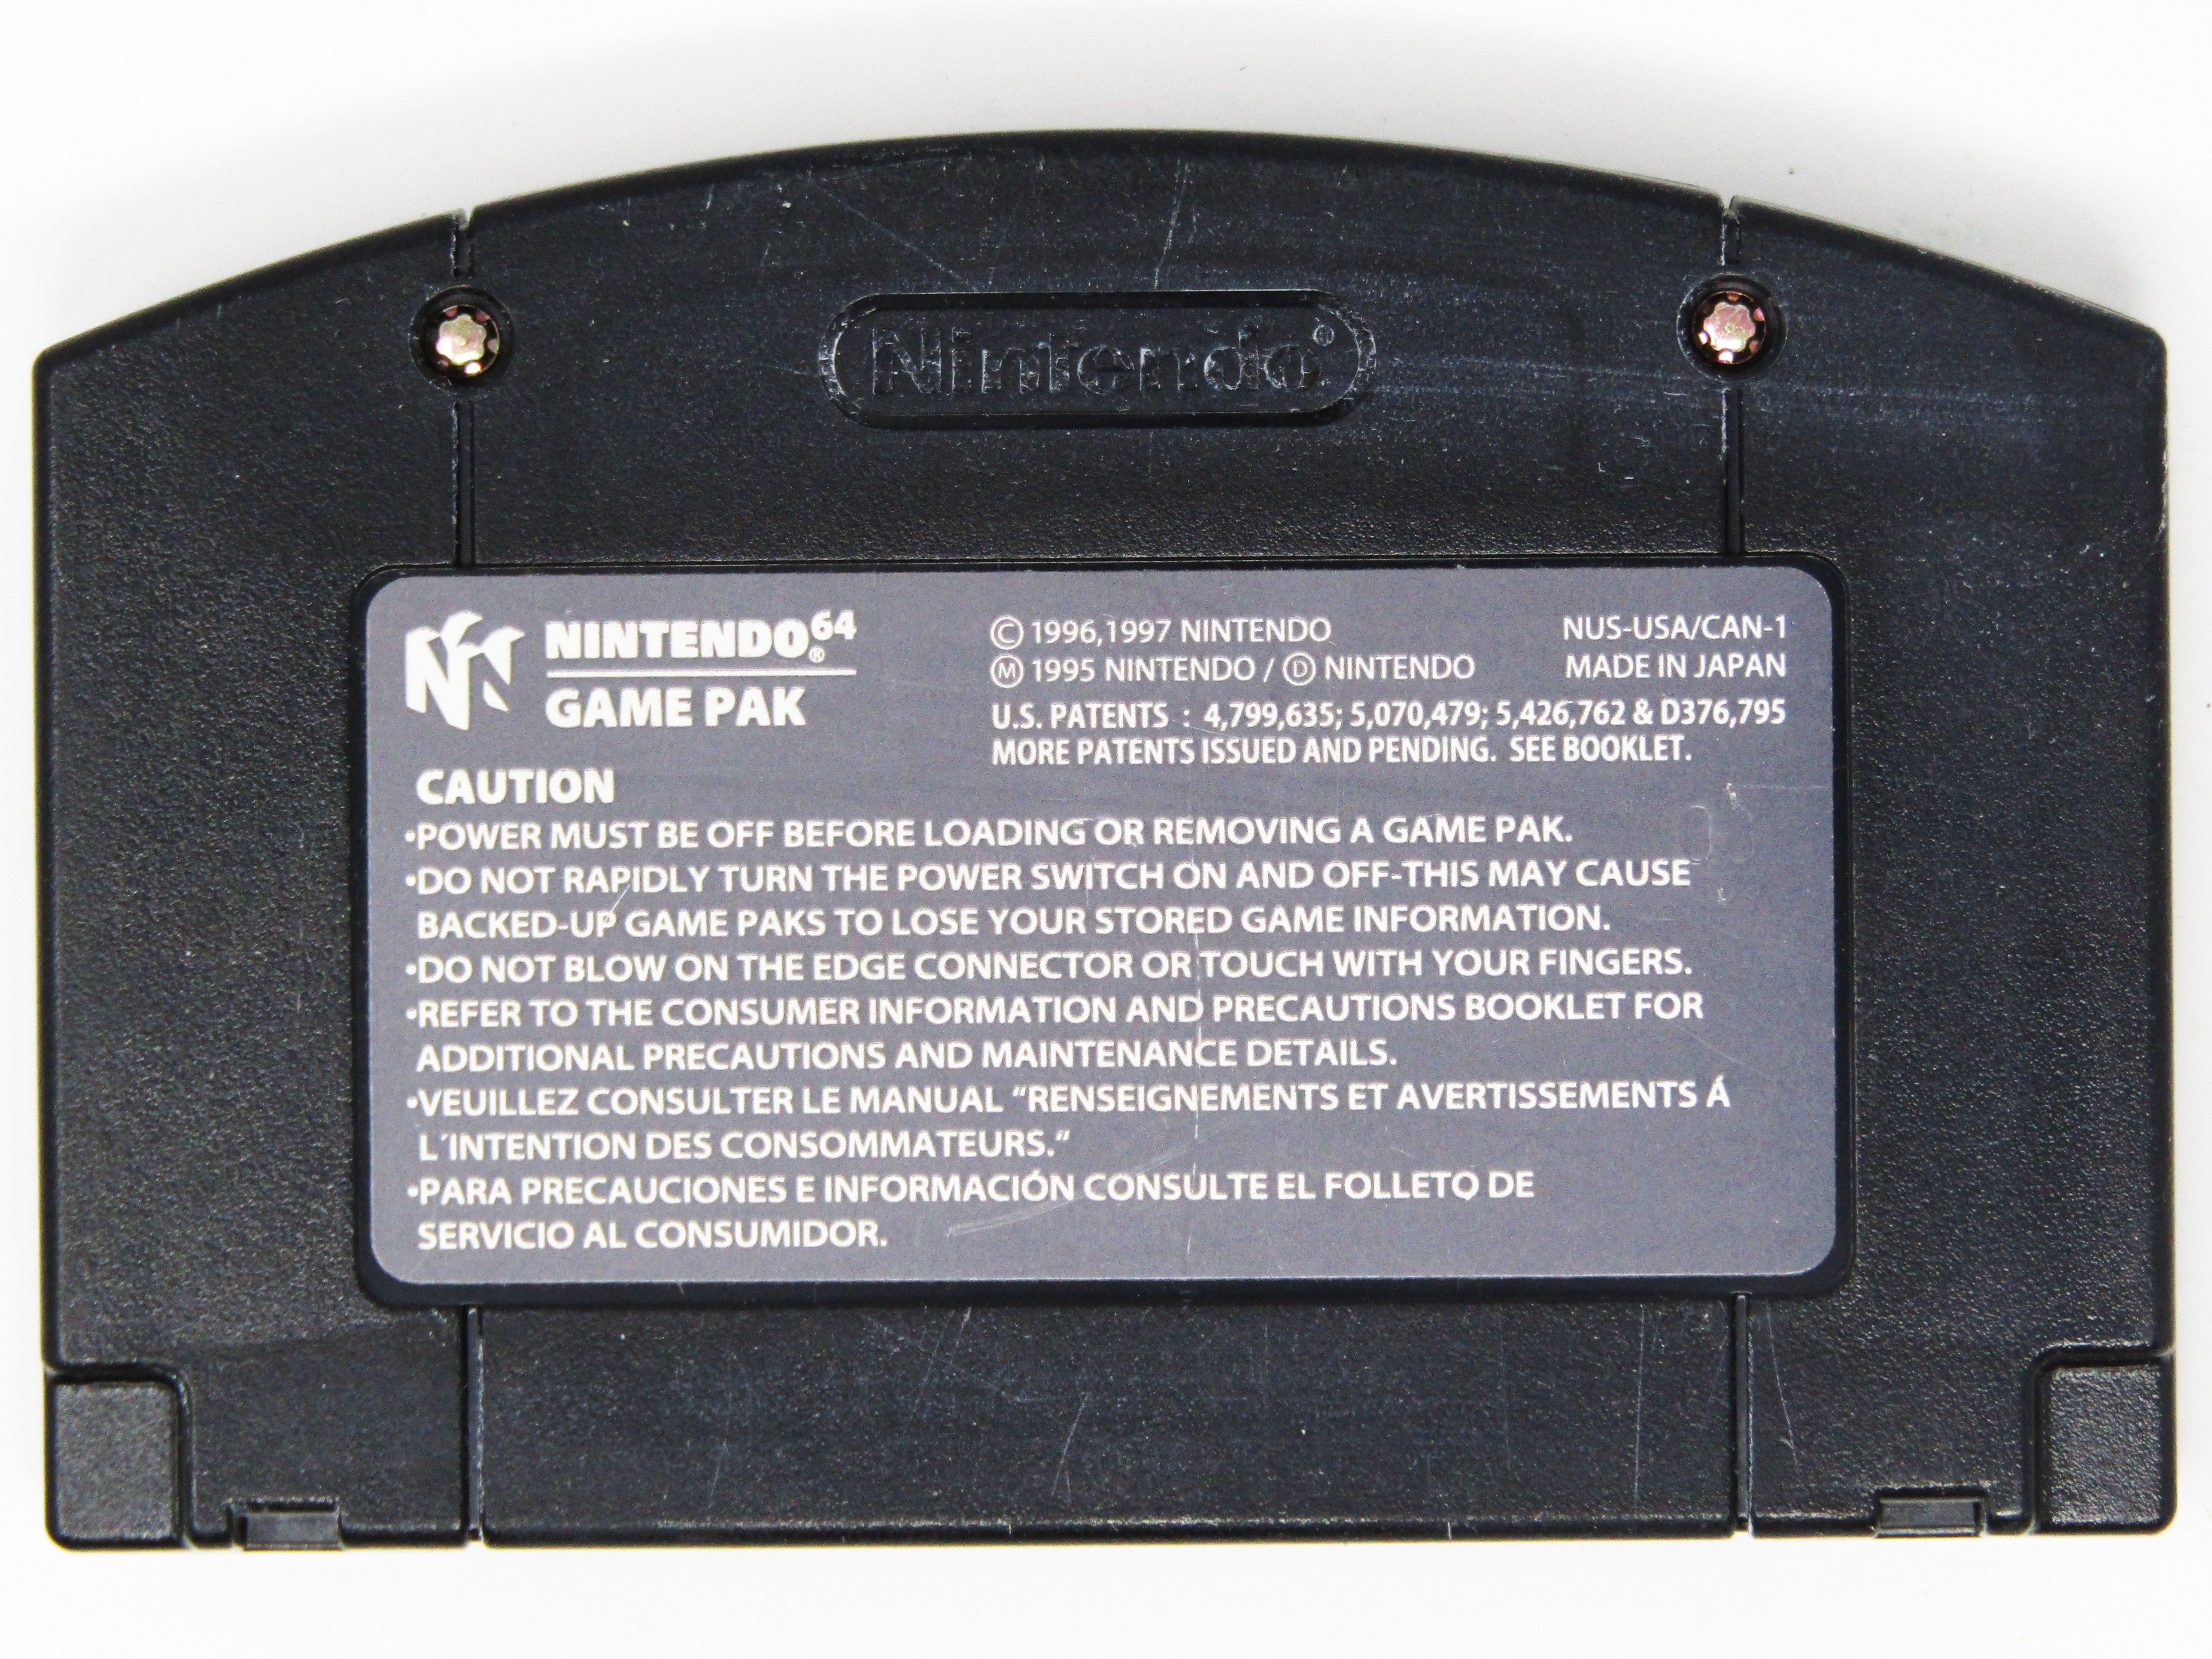 Nintendo®
NINTENDO⁶⁴®
GAME PAK
© 1996,1997 NINTENDO
Ⓜ 1995 NINTENDO / Ⓓ NINTENDO
NUS-USA/CAN-1
MADE IN JAPAN
U.S. PATENTS : 4,799,635; 5,070,479; 5,426,762 & D376,795
MORE PATENTS ISSUED AND PENDING. SEE BOOKLET.
CAUTION
•POWER MUST BE OFF BEFORE LOADING OR REMOVING A GAME PAK.
•DO NOT RAPIDLY TURN THE POWER SWITCH ON AND OFF-THIS MAY CAUSE
BACKED-UP GAME PAKS TO LOSE YOUR STORED GAME INFORMATION.
•DO NOT BLOW ON THE EDGE CONNECTOR OR TOUCH WITH YOUR FINGERS.
•REFER TO THE CONSUMER INFORMATION AND PRECAUTIONS BOOKLET FOR
ADDITIONAL PRECAUTIONS AND MAINTENANCE DETAILS.
•VEUILLEZ CONSULTER LE MANUAL "RENSEIGNEMENTS ET AVERTISSEMENTS Á
L´INTENTION DES CONSOMMATEURS."
•PARA PRECAUCIONES E INFORMACIÓN CONSULTE EL FOLLETO DE
SERVICIO AL CONSUMIDOR.